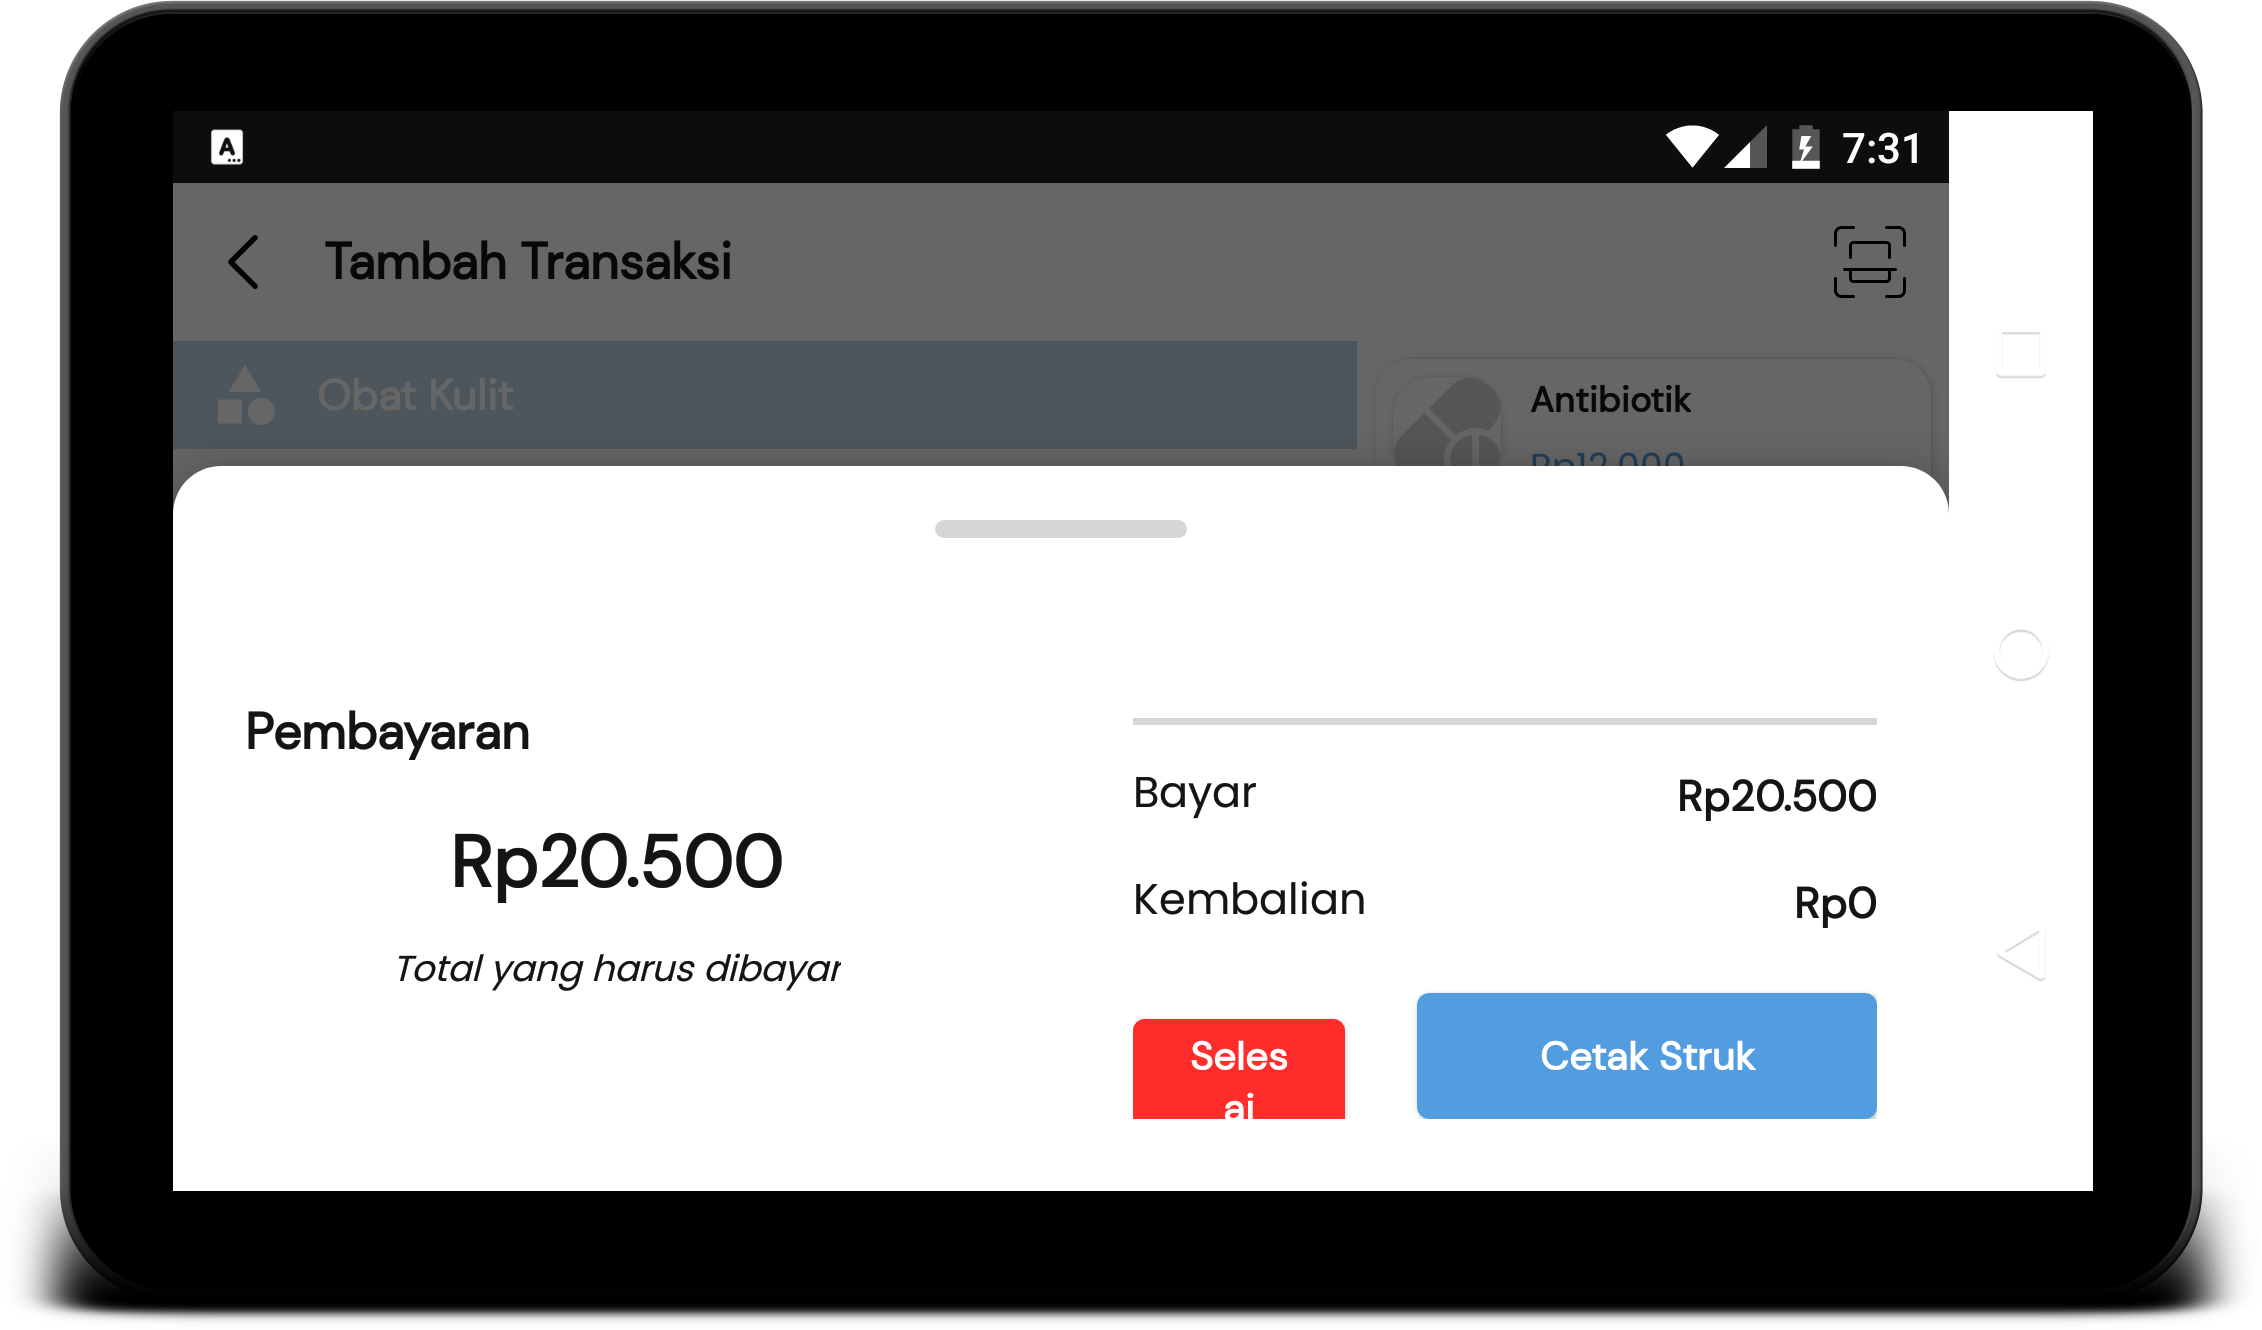 A
7:31
Tambah Transaksi
Obat Kulit
Antibiotik
Rp12.000
Pembayaran
Rp20.500
Total yang harus dibayar
Bayar
Rp20.500
Kembalian
Rp0
Seles
ai
Cetak Struk